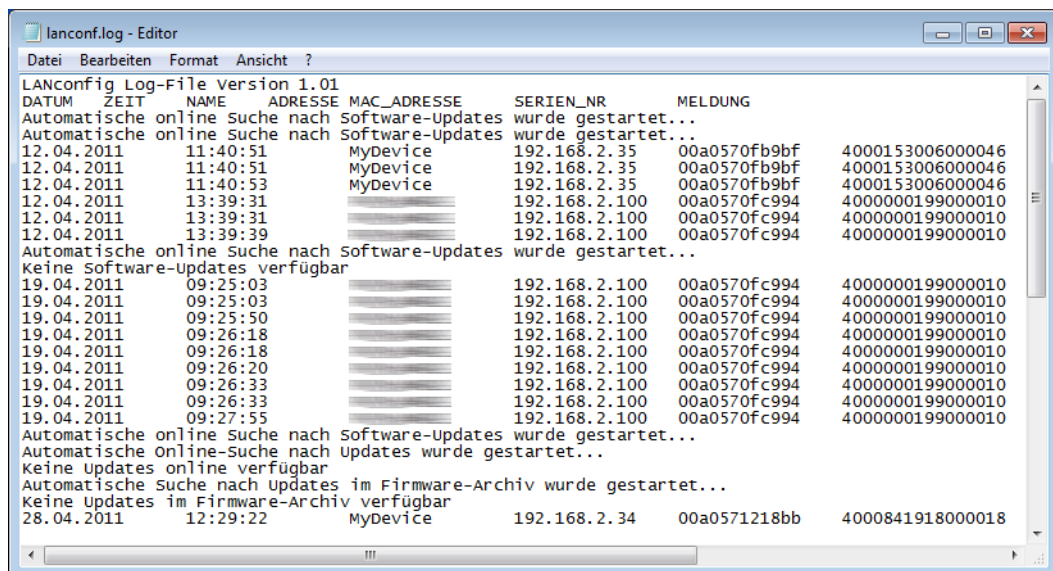 lanconf.log - Editor
Datei Bearbeiten Format Ansicht ?
LANconfig Log-File Version 1.01
DATUM ZEIT NAME ADRESSE MAC_ADRESSE SERIEN_NR MELDUNG
Automatische online Suche nach Software-Updates wurde gestartet...
Automatische online Suche nach Software-Updates wurde gestartet...
12.04.2011 11:40:51 MyDevice 192.168.2.35 00a0570fb9bf 4000153006000046
12.04.2011 11:40:51 MyDevice 192.168.2.35 00a0570fb9bf 4000153006000046
12.04.2011 11:40:53 MyDevice 192.168.2.35 00a0570fb9bf 4000153006000046
12.04.2011 13:39:31 192.168.2.100 00a0570fc994 4000000199000010
12.04.2011 13:39:31 192.168.2.100 00a0570fc994 4000000199000010
12.04.2011 13:39:39 192.168.2.100 00a0570fc994 4000000199000010
Automatische online Suche nach Software-Updates wurde gestartet...
Keine Software-Updates verfügbar
19.04.2011 09:25:03 192.168.2.100 00a0570fc994 4000000199000010
19.04.2011 09:25:03 192.168.2.100 00a0570fc994 4000000199000010
19.04.2011 09:25:50 192.168.2.100 00a0570fc994 4000000199000010
19.04.2011 09:26:18 192.168.2.100 00a0570fc994 4000000199000010
19.04.2011 09:26:18 192.168.2.100 00a0570fc994 4000000199000010
19.04.2011 09:26:20 192.168.2.100 00a0570fc994 4000000199000010
19.04.2011 09:26:33 192.168.2.100 00a0570fc994 4000000199000010
19.04.2011 09:26:33 192.168.2.100 00a0570fc994 4000000199000010
19.04.2011 09:27:55 192.168.2.100 00a0570fc994 4000000199000010
Automatische online Suche nach Software-Updates wurde gestartet...
Automatische Online-Suche nach Updates wurde gestartet...
Keine Updates online verfügbar
Automatische Suche nach Updates im Firmware-Archiv wurde gestartet...
Keine Updates im Firmware-Archiv verfügbar
28.04.2011 12:29:22 MyDevice 192.168.2.34 00a0571218bb 4000841918000018